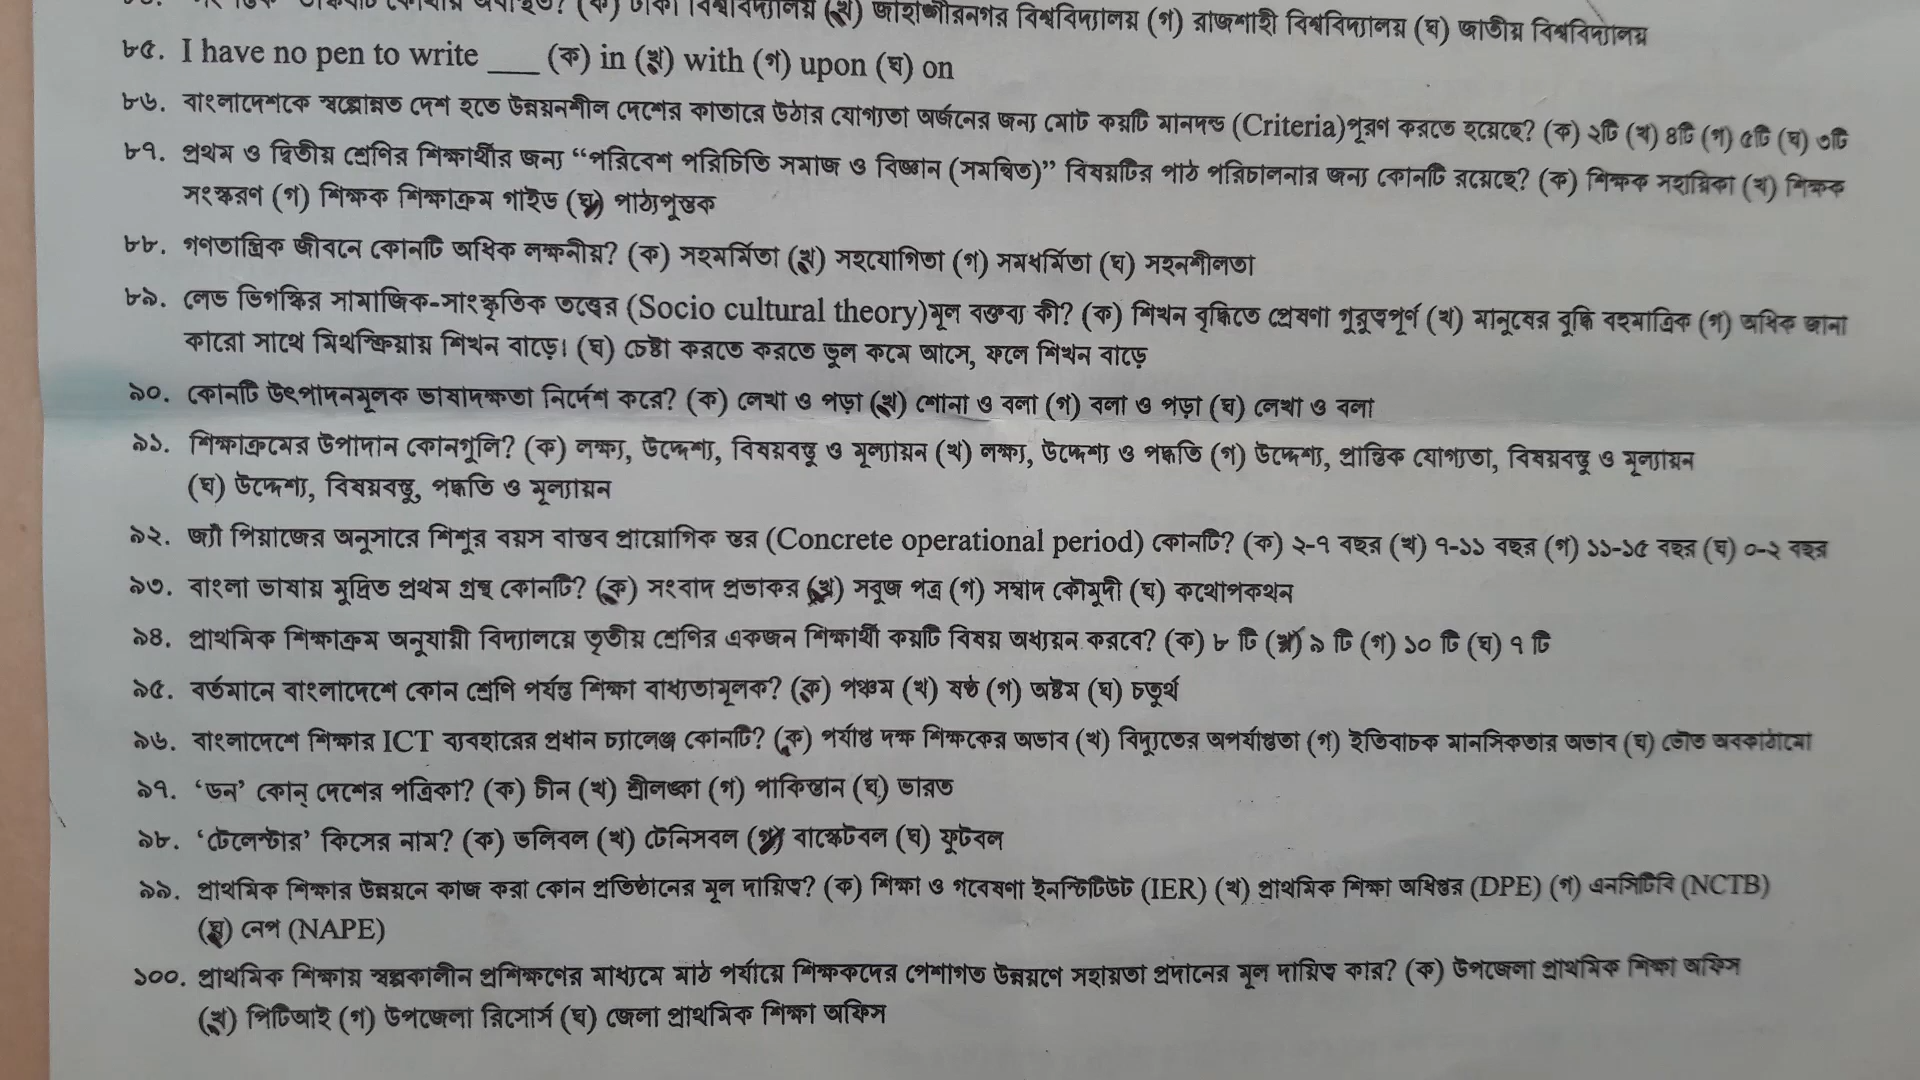 ঢাকা বিশ্ববিদ্যালয় (খ) জাহাঙ্গীরনগর বিশ্ববিদ্যালয় (গ) রাজশাহী বিশ্ববিদ্যালয় (ঘ) জাতীয় বিশ্ববিদ্যালয়
৮৫. I have no pen to write ___ (ক) in (খ) with (গ) upon (ঘ) on
৮৬. বাংলাদেশকে স্বল্পোন্নত দেশ হতে উন্নয়নশীল দেশের কাতারে উঠার যোগ্যতা অর্জনের জন্য মোট কয়টি মানদন্ড (Criteria)পূরণ করতে হয়েছে? (ক) ২টি (খ) ৪টি (গ) ৫টি (ঘ) ৩টি
৮৭. প্রথম ও দ্বিতীয় শ্রেণির শিক্ষার্থীর জন্য “পরিবেশ পরিচিতি সমাজ ও বিজ্ঞান (সমন্বিত)” বিষয়টির পাঠ পরিচালনার জন্য কোনটি রয়েছে? (ক) শিক্ষক সহায়িকা (খ) শিক্ষক
সংস্করণ (গ) শিক্ষক শিক্ষাক্রম গাইড (ঘ) পাঠ্যপুস্তক
৮৮. গণতান্ত্রিক জীবনে কোনটি অধিক লক্ষনীয়? (ক) সহমর্মিতা (খ) সহযোগিতা (গ) সমধর্মিতা (ঘ) সহনশীলতা
৮৯. লেভ ভিগস্কির সামাজিক-সাংস্কৃতিক তত্ত্বের (Socio cultural theory)মূল বক্তব্য কী? (ক) শিখন বৃদ্ধিতে প্রেষণা গুরুত্বপূর্ণ (খ) মানুষের বুদ্ধি বহুমাত্রিক (গ) অধিক জানা
কারো সাথে মিথস্ক্রিয়ায় শিখন বাড়ে। (ঘ) চেষ্টা করতে করতে ভুল কমে আসে, ফলে শিখন বাড়ে
৯০. কোনটি উৎপাদনমূলক ভাষাদক্ষতা নির্দেশ করে? (ক) লেখা ও পড়া (খ) শোনা ও বলা (গ) বলা ও পড়া (ঘ) লেখা ও বলা
৯১. শিক্ষাক্রমের উপাদান কোনগুলি? (ক) লক্ষ্য, উদ্দেশ্য, বিষয়বস্তু ও মূল্যায়ন (খ) লক্ষ্য, উদ্দেশ্য ও পদ্ধতি (গ) উদ্দেশ্য, প্রান্তিক যোগ্যতা, বিষয়বস্তু ও মূল্যায়ন
(ঘ) উদ্দেশ্য, বিষয়বস্তু, পদ্ধতি ও মূল্যায়ন
৯২. জ্যাঁ পিয়াজের অনুসারে শিশুর বয়স বাস্তব প্রায়োগিক স্তর (Concrete operational period) কোনটি? (ক) ২-৭ বছর (খ) ৭-১১ বছর (গ) ১১-১৫ বছর (ঘ) ০-২ বছর
৯৩. বাংলা ভাষায় মুদ্রিত প্রথম গ্রন্থ কোনটি? (ক) সংবাদ প্রভাকর (খ) সবুজ পত্র (গ) সম্বাদ কৌমুদী (ঘ) কথোপকথন
৯৪. প্রাথমিক শিক্ষাক্রম অনুযায়ী বিদ্যালয়ে তৃতীয় শ্রেণির একজন শিক্ষার্থী কয়টি বিষয় অধ্যয়ন করবে? (ক) ৮ টি (খ) ৯ টি (গ) ১০ টি (ঘ) ৭ টি
৯৫. বর্তমানে বাংলাদেশে কোন শ্রেণি পর্যন্ত শিক্ষা বাধ্যতামূলক? (ক) পঞ্চম (খ) ষষ্ঠ (গ) অষ্টম (ঘ) চতুর্থ
৯৬. বাংলাদেশে শিক্ষার ICT ব্যবহারের প্রধান চ্যালেঞ্জ কোনটি? (ক) পর্যাপ্ত দক্ষ শিক্ষকের অভাব (খ) বিদ্যুতের অপর্যাপ্ততা (গ) ইতিবাচক মানসিকতার অভাব (ঘ) ভৌত অবকাঠামো
৯৭. ‘ডন’ কোন্ দেশের পত্রিকা? (ক) চীন (খ) শ্রীলঙ্কা (গ) পাকিস্তান (ঘ) ভারত
৯৮. ‘টেলেস্টার’ কিসের নাম? (ক) ভলিবল (খ) টেনিসবল (গ) বাস্কেটবল (ঘ) ফুটবল
৯৯. প্রাথমিক শিক্ষার উন্নয়নে কাজ করা কোন প্রতিষ্ঠানের মূল দায়িত্ব? (ক) শিক্ষা ও গবেষণা ইনস্টিটিউট (IER) (খ) প্রাথমিক শিক্ষা অধিপ্তর (DPE) (গ) এনসিটিবি (NCTB)
(ঘ) নেপ (NAPE)
১০০. প্রাথমিক শিক্ষায় স্বল্পকালীন প্রশিক্ষণের মাধ্যমে মাঠ পর্যায়ে শিক্ষকদের পেশাগত উন্নয়ণে সহায়তা প্রদানের মূল দায়িত্ব কার? (ক) উপজেলা প্রাথমিক শিক্ষা অফিস
(খ) পিটিআই (গ) উপজেলা রিসোর্স (ঘ) জেলা প্রাথমিক শিক্ষা অফিস